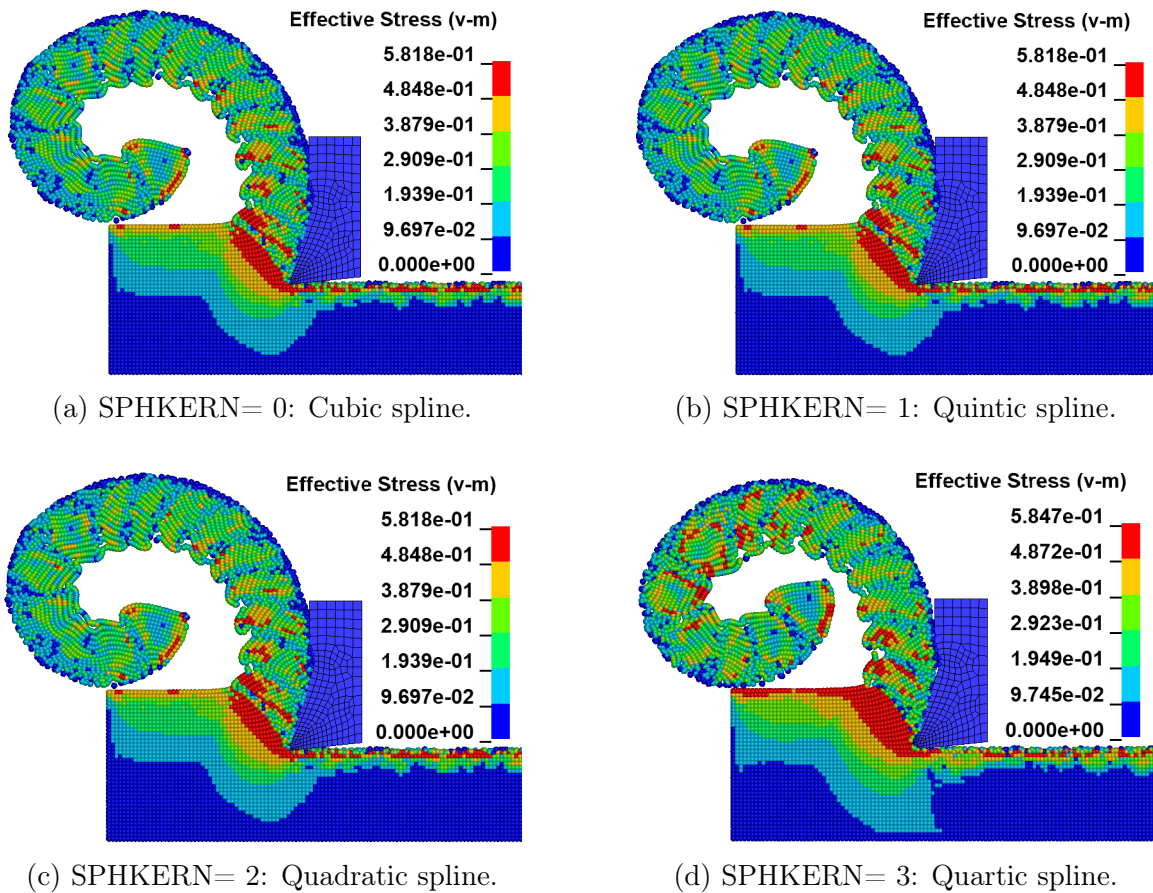 Effective Stress (v-m)
5.818e-01
4.848e-01
3.879e-01
2.909e-01
1.939e-01
9.697e-02
0.000e+00
(a) SPHKERN= 0: Cubic spline.
Effective Stress (v-m)
5.818e-01
4.848e-01
3.879e-01
2.909e-01
1.939e-01
9.697e-02
0.000e+00
(b) SPHKERN= 1: Quintic spline.
Effective Stress (v-m)
5.818e-01
4.848e-01
3.879e-01
2.909e-01
1.939e-01
9.697e-02
0.000e+00
(c) SPHKERN= 2: Quadratic spline.
Effective Stress (v-m)
5.847e-01
4.872e-01
3.898e-01
2.923e-01
1.949e-01
9.745e-02
0.000e+00
(d) SPHKERN= 3: Quartic spline.